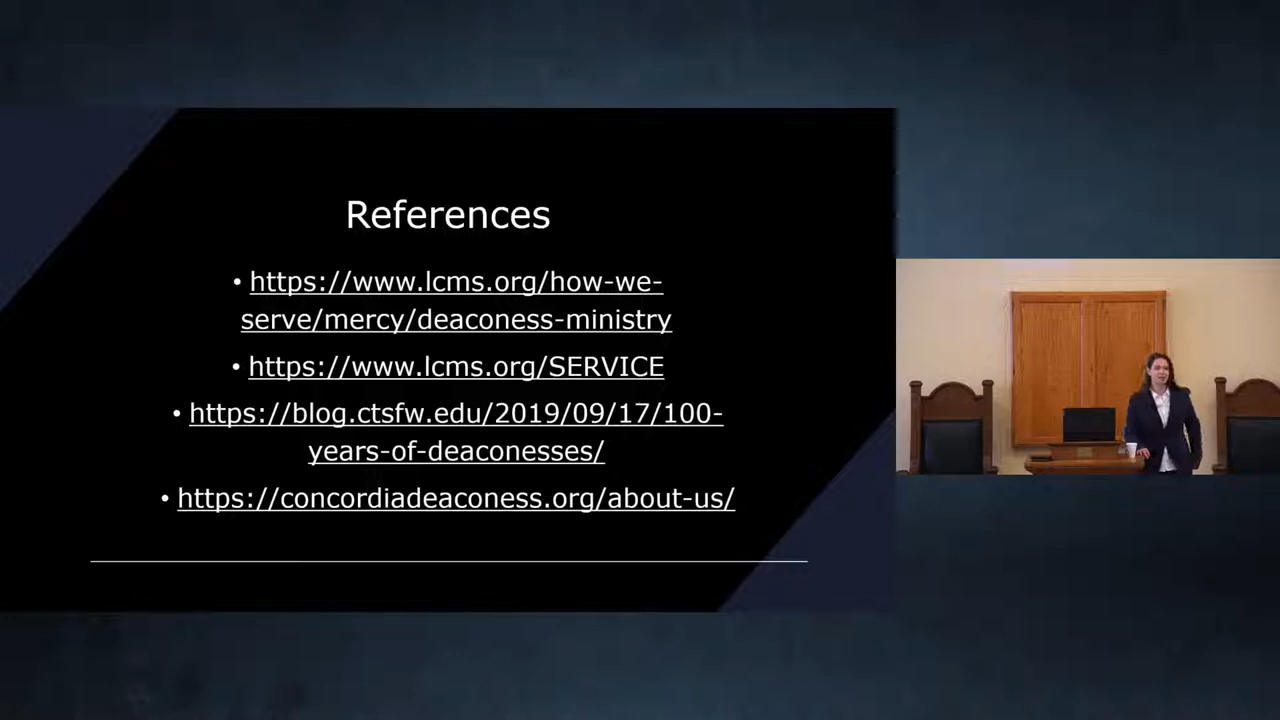 References
• https://www.lcms.org/how-we-
serve/mercy/deaconess-ministry
• https://www.lcms.org/SERVICE
• https://blog.ctsfw.edu/2019/09/17/100-
years-of-deaconesses/
• https://concordiadeaconess.org/about-us/